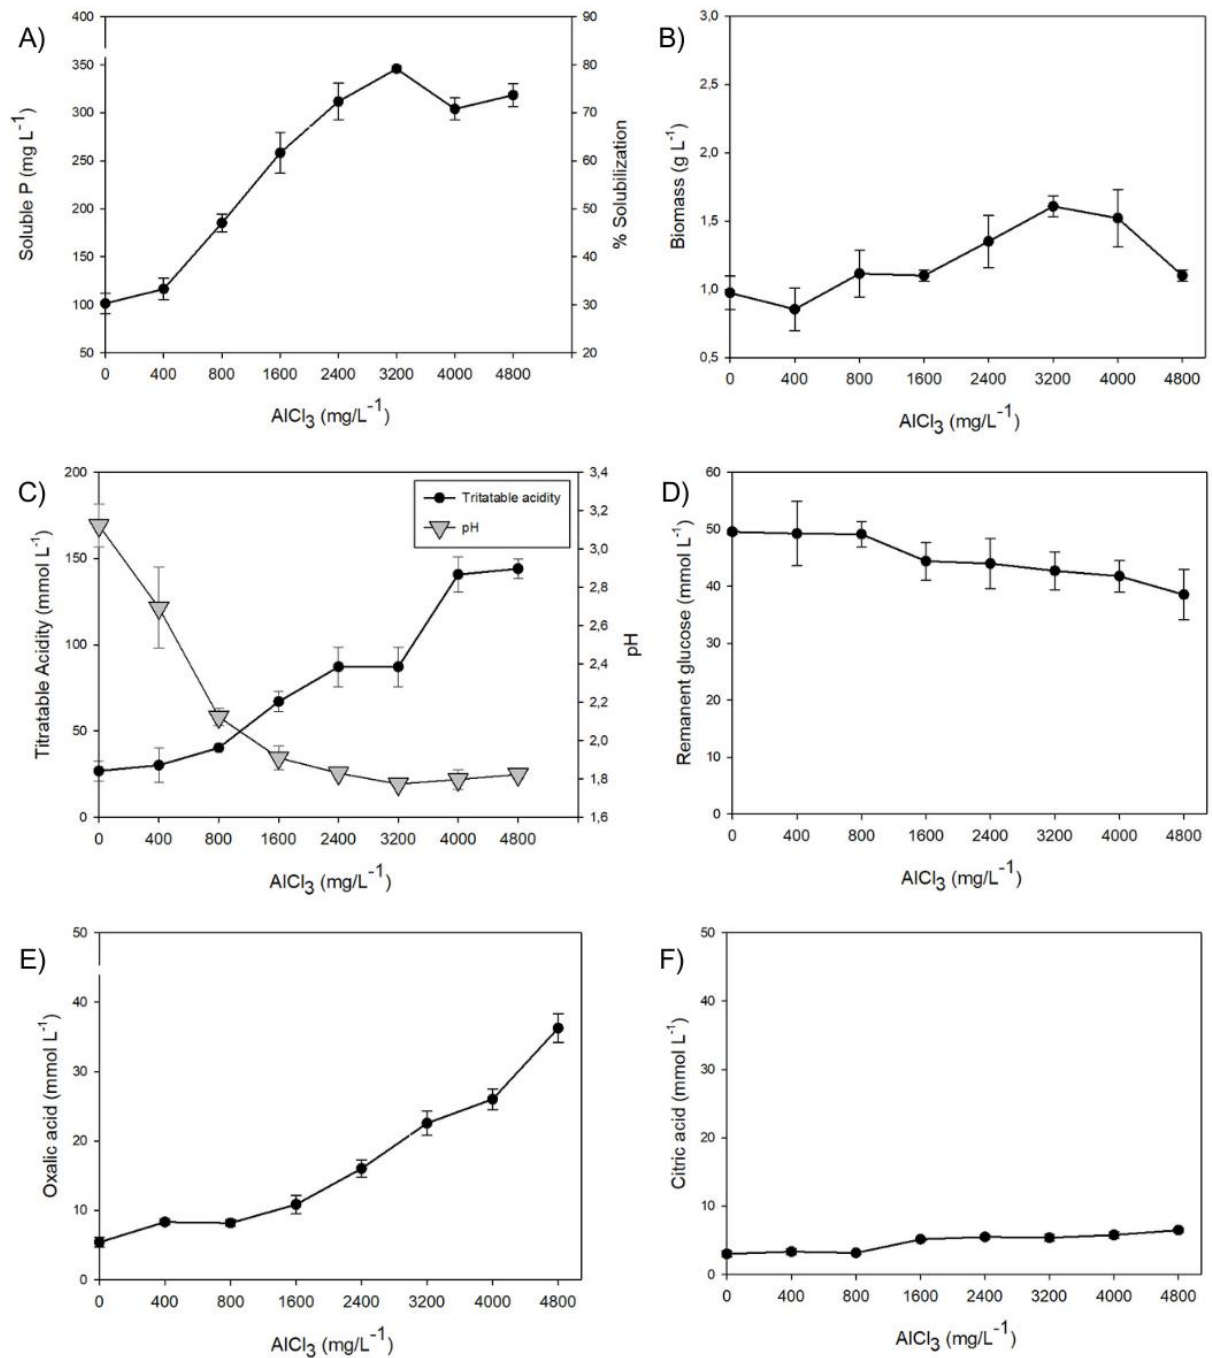 A)
400
350
300
250
200
150
100
50
Soluble P (mg L-1)
90
80
70
60
50
40
30
20
% Solubilization
0 400 800 1600 2400 3200 4000 4800
AlCl3 (mg/L-1)
B)
3,0
2,5
2,0
1,5
1,0
0,5
Biomass (g L-1)
0 400 800 1600 2400 3200 4000 4800
AlCl3 (mg/L-1)
C)
200
150
100
50
0
Titratable Acidity (mmol L-1)
Tritatable acidity
pH
3,4
3,2
3,0
2,8
2,6
2,4
2,2
2,0
1,8
1,6
pH
0 400 800 1600 2400 3200 4000 4800
AlCl3 (mg/L-1)
D)
60
50
40
30
20
10
0
Remanent glucose (mmol L-1)
0 400 800 1600 2400 3200 4000 4800
AlCl3 (mg/L-1)
E)
50
40
30
20
10
0
Oxalic acid (mmol L-1)
0 400 800 1600 2400 3200 4000 4800
AlCl3 (mg/L-1)
F)
50
40
30
20
10
0
Citric acid (mmol L-1)
0 400 800 1600 2400 3200 4000 4800
AlCl3 (mg/L-1)